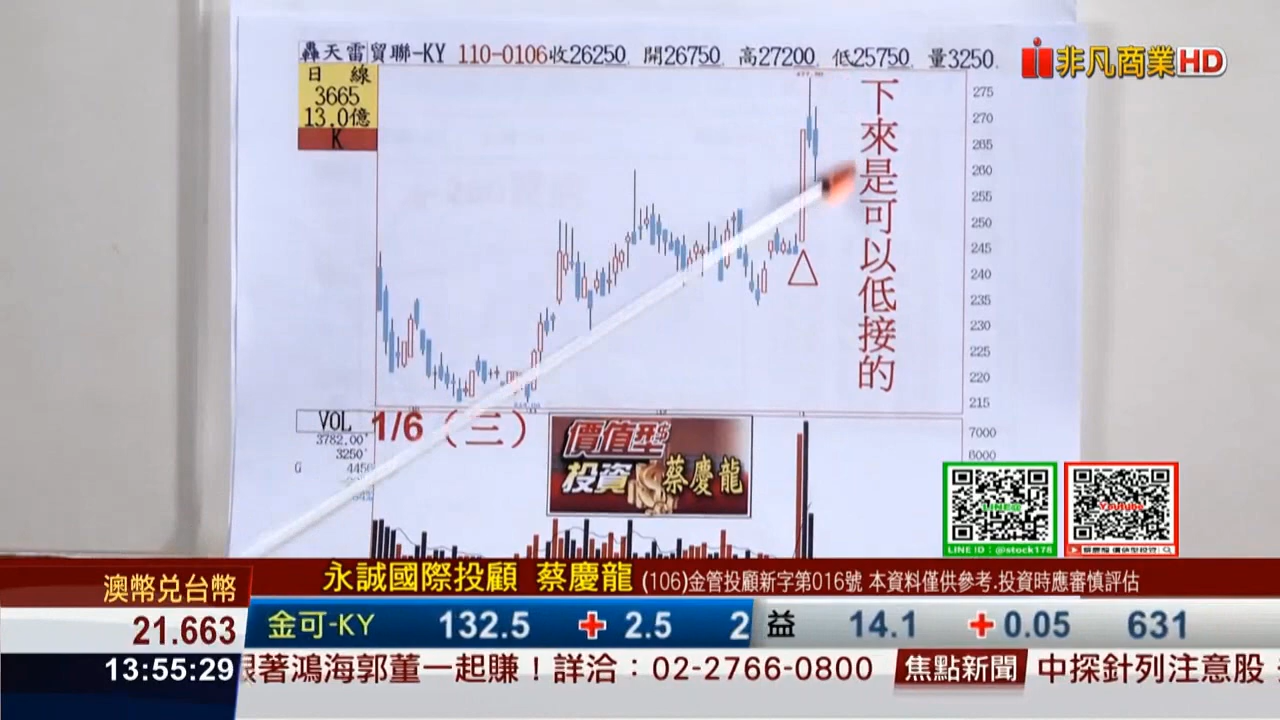 轟天雷貿聯-KY 110-0106收26250 開26750 高27200 低25750 量3250
非凡商業HD
日 線
3665
13.0億
K
下來是可以低接的
275
270
265
260
255
250
245
240
235
230
225
220
215
VOL 1/6(三)
3782.00
3250
7000
6000
價值型
投資 蔡慶龍
LINE@
Youtube
LINE ID:@stock178
永誠國際投顧 蔡慶龍 (106)金管投顧新字第016號 本資料僅供參考.投資時應審慎評估
澳幣兌台幣
21.663
金可-KY 132.5 + 2.5 2 益 14.1 + 0.05 631
13:55:29 跟著鴻海郭董一起賺!詳洽:02-2766-0800 焦點新聞 中探針列注意股